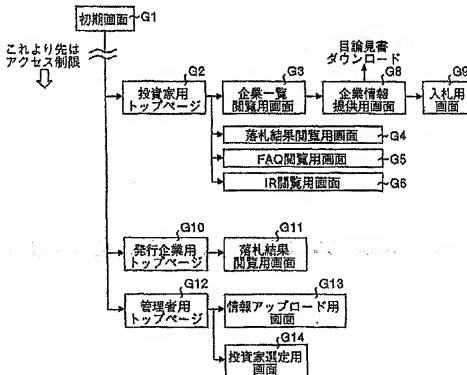 初期画面
G1
これより先は
アクセス制限
目論見書
ダウンロード
投資家用
トップページ
G2
企業一覧
閲覧用画面
G3
企業情報
提供用画面
G8
入札用
画面
G9
落札結果閲覧用画面
G4
FAQ閲覧用画面
G5
IR閲覧用画面
G6
発行企業用
トップページ
G10
落札結果
閲覧用画面
G11
管理者用
トップページ
G12
情報アップロード用
画面
G13
投資家選定用
画面
G14